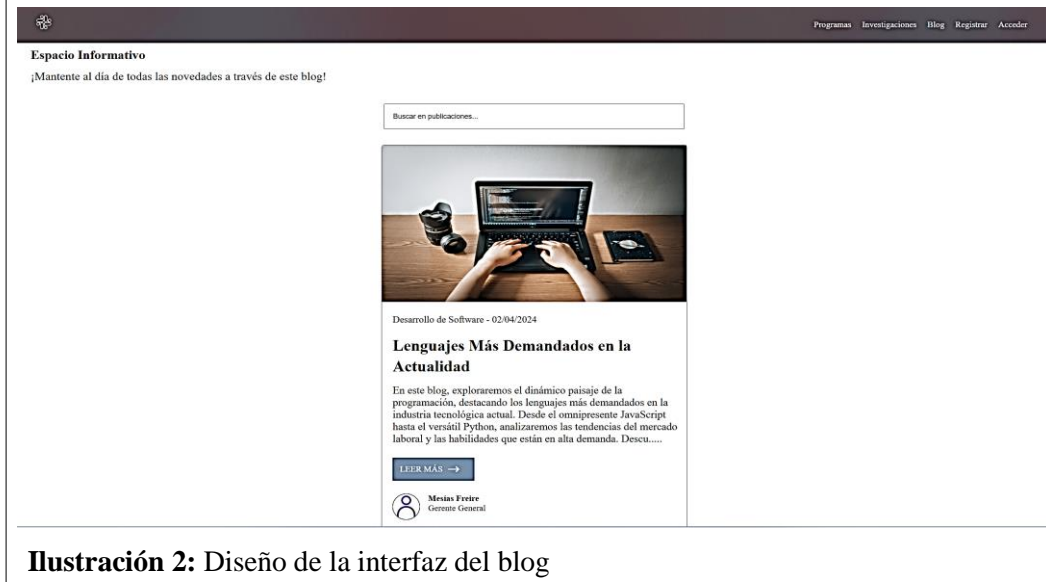 Programas Investigaciones Blog Registrar Acceder
Espacio Informativo
¡Mantente al día de todas las novedades a través de este blog!
Buscar en publicaciones...
Desarrollo de Software - 02/04/2024
Lenguajes Más Demandados en la
Actualidad
En este blog, exploraremos el dinámico paisaje de la
programación, destacando los lenguajes más demandados en la
industria tecnológica actual. Desde el omnipresente JavaScript
hasta el versátil Python, analizaremos las tendencias del mercado
laboral y las habilidades que están en alta demanda. Descu.....
LEER MÁS →
Mesías Freire
Gerente General
Ilustración 2: Diseño de la interfaz del blog